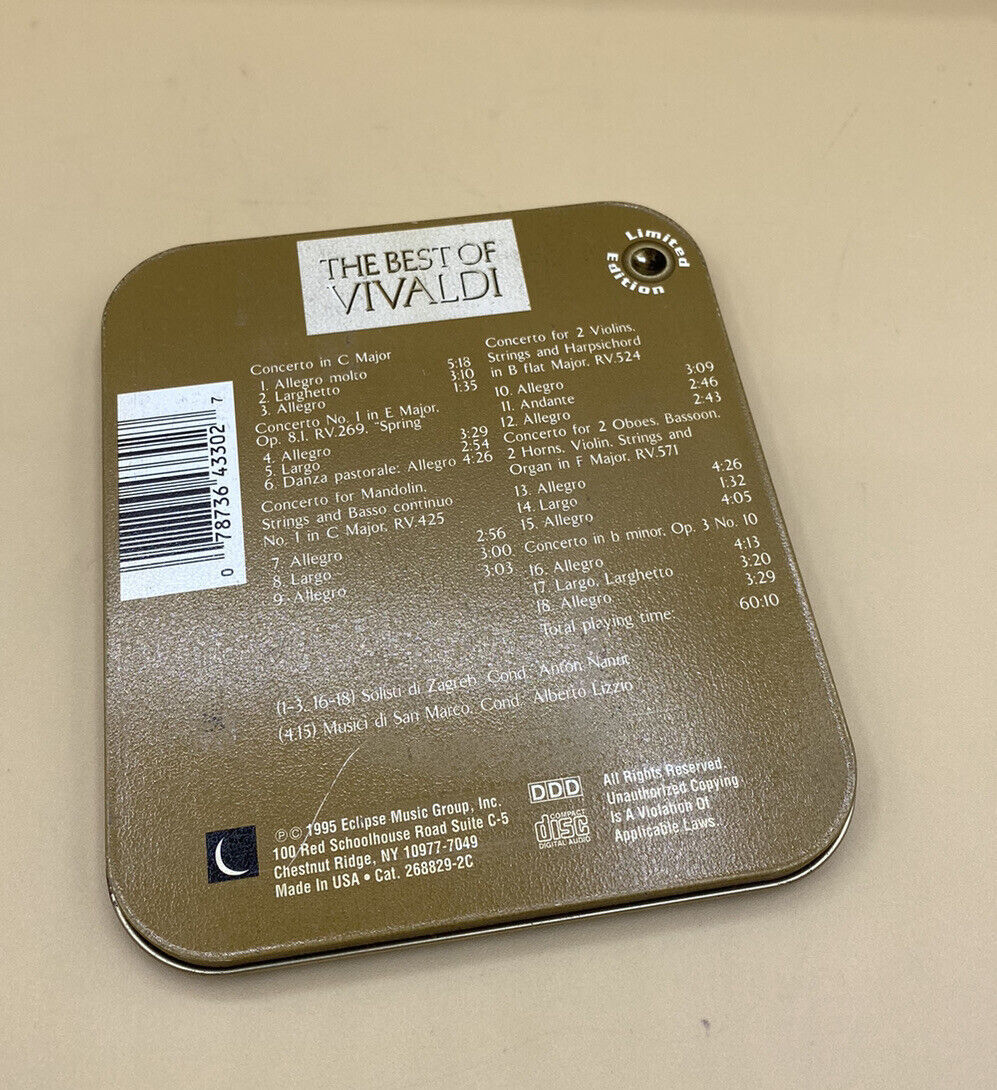 THE BEST OF
VIVALDI
Limited
Edition
Concerto in C Major
1. Allegro molto 5:18
2. Larghetto 3:10
3. Allegro 1:35
Concerto No. 1 in E Major,
Op. 8.1, RV.269, "Spring"
4. Allegro 3:29
5. Largo 2:54
6. Danza pastorale: Allegro 4:26
Concerto for Mandolin,
Strings and Basso continuo
No. 1 in C Major, RV.425
7. Allegro 2:56
8. Largo 3:00
9. Allegro 3:03
Concerto for 2 Violins,
Strings and Harpsichord
in B flat Major, RV.524
10. Allegro 3:09
11. Andante 2:46
12. Allegro 2:43
Concerto for 2 Oboes, Bassoon,
2 Horns, Violin, Strings and
Organ in F Major, RV.571
13. Allegro 4:26
14. Largo 1:32
15. Allegro 4:05
Concerto in b minor, Op. 3 No. 10
16. Allegro 4:13
17. Largo, Larghetto 3:20
18. Allegro 3:29
Total playing time: 60:10
0 78736 43302 7
(1-3, 16-18) Solisti di Zagreb, Cond. Anton Nanut
(4.15) Musici di San Marco, Cond. Alberto Lizzio
℗ © 1995 Eclipse Music Group, Inc.
100 Red Schoolhouse Road Suite C-5
Chestnut Ridge, NY 10977-7049
Made In USA • Cat. 268829-2C
DDD
COMPACT
disc
DIGITAL AUDIO
All Rights Reserved.
Unauthorized Copying
Is A Violation Of
Applicable Laws.